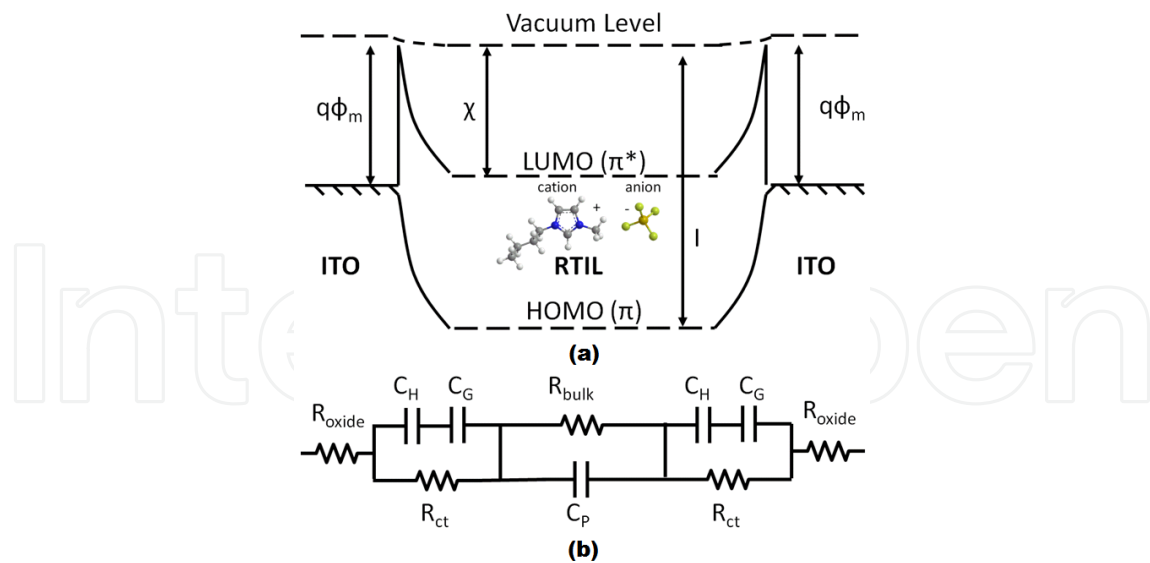 Vacuum Level
qϕm
χ
qϕm
LUMO (π*)
cation
anion
+
-
I
ITO
RTIL
ITO
HOMO (π)
(a)
CH
CG
Rbulk
CH
CG
Roxide
Roxide
Rct
CP
Rct
(b)